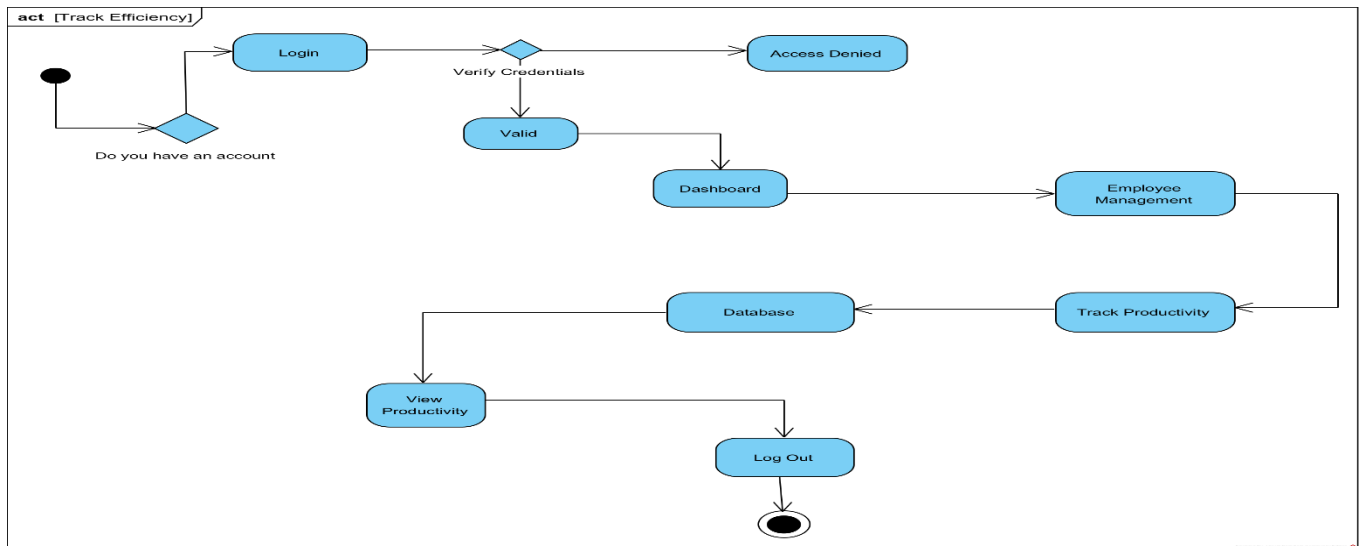 act [Track Efficiency]
Login
Access Denied
Verify Credentials
Valid
Do you have an account
Dashboard
Employee
Management
Database
Track Productivity
View
Productivity
Log Out